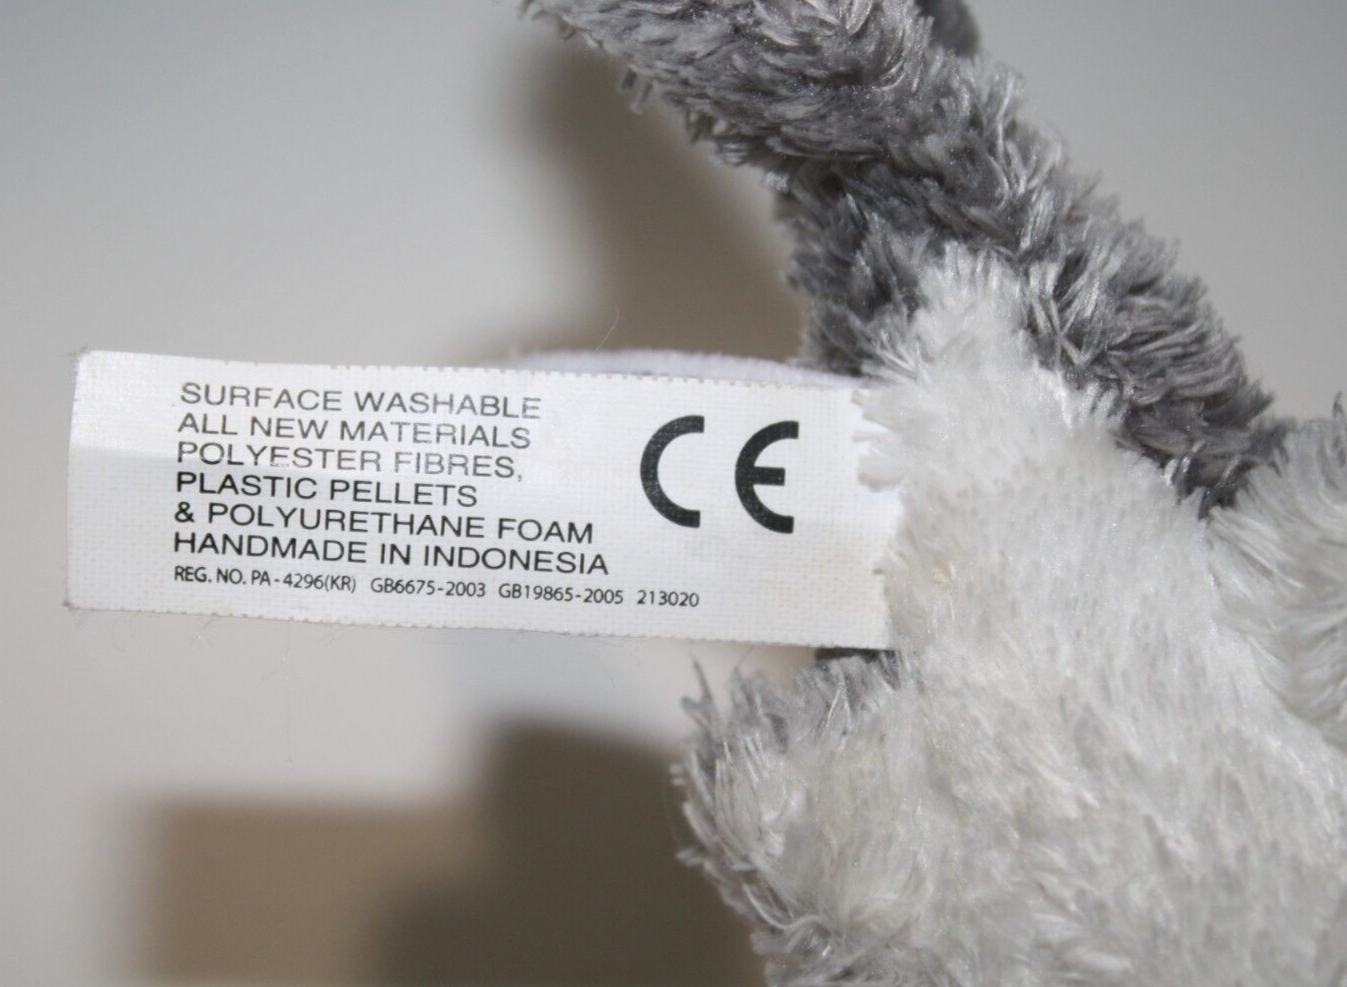 SURFACE WASHABLE
ALL NEW MATERIALS
POLYESTER FIBRES,
PLASTIC PELLETS
& POLYURETHANE FOAM
HANDMADE IN INDONESIA
REG. NO. PA-4296(KR) GB6675-2003 GB19865-2005 213020
CE